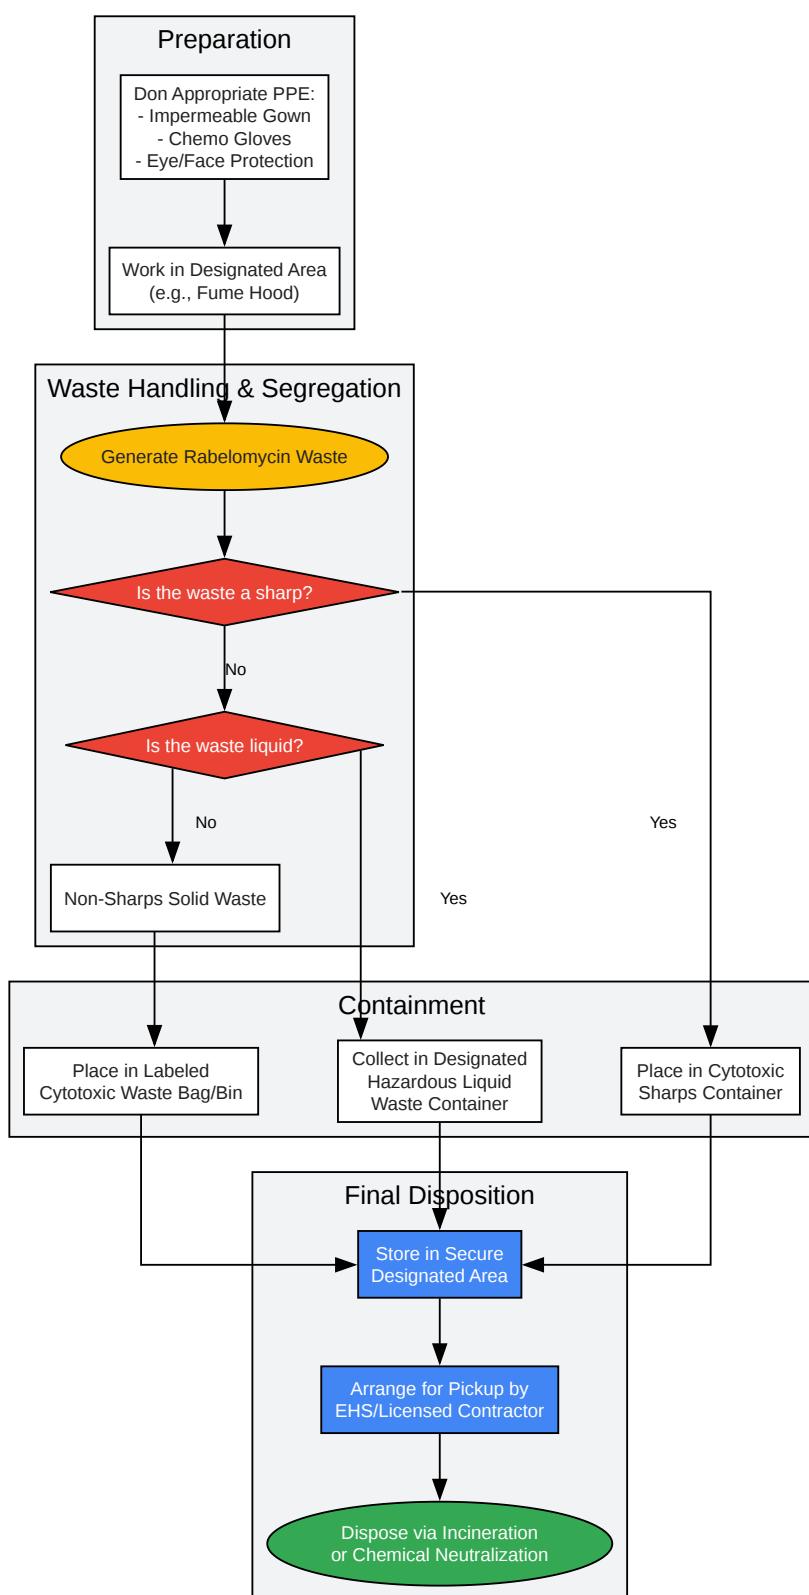 Preparation
Don Appropriate PPE:
- Impermeable Gown
- Chemo Gloves
- Eye/Face Protection
Work in Designated Area
(e.g., Fume Hood)
Waste Handling & Segregation
Generate Rabelomycin Waste
Is the waste a sharp?
No
Is the waste liquid?
No
Yes
Non-Sharps Solid Waste
Yes
Containment
Place in Labeled
Cytotoxic Waste Bag/Bin
Collect in Designated
Hazardous Liquid
Waste Container
Place in Cytotoxic
Sharps Container
Final Disposition
Store in Secure
Designated Area
Arrange for Pickup by
EHS/Licensed Contractor
Dispose via Incineration
or Chemical Neutralization